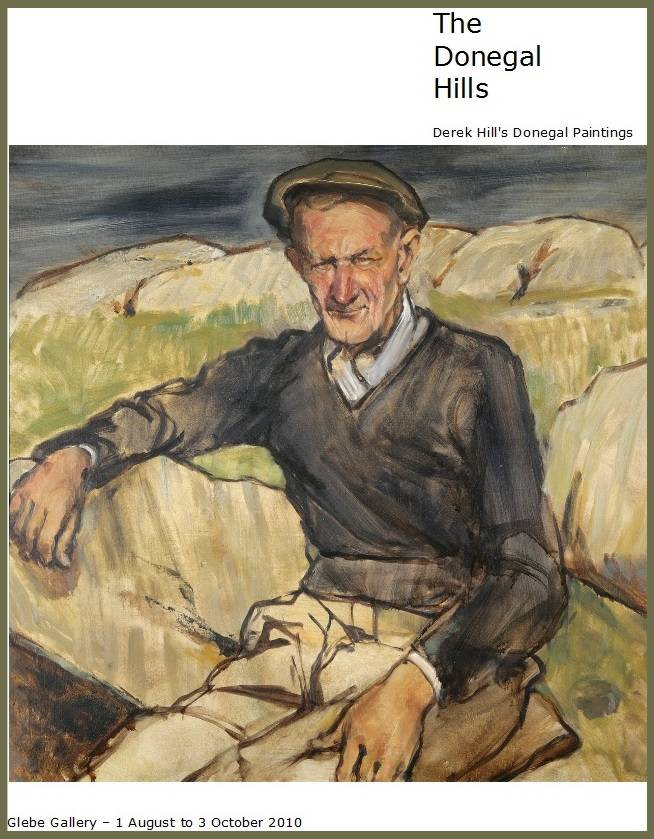 The
Donegal
Hills
Derek Hill's Donegal Paintings
Glebe Gallery – 1 August to 3 October 2010